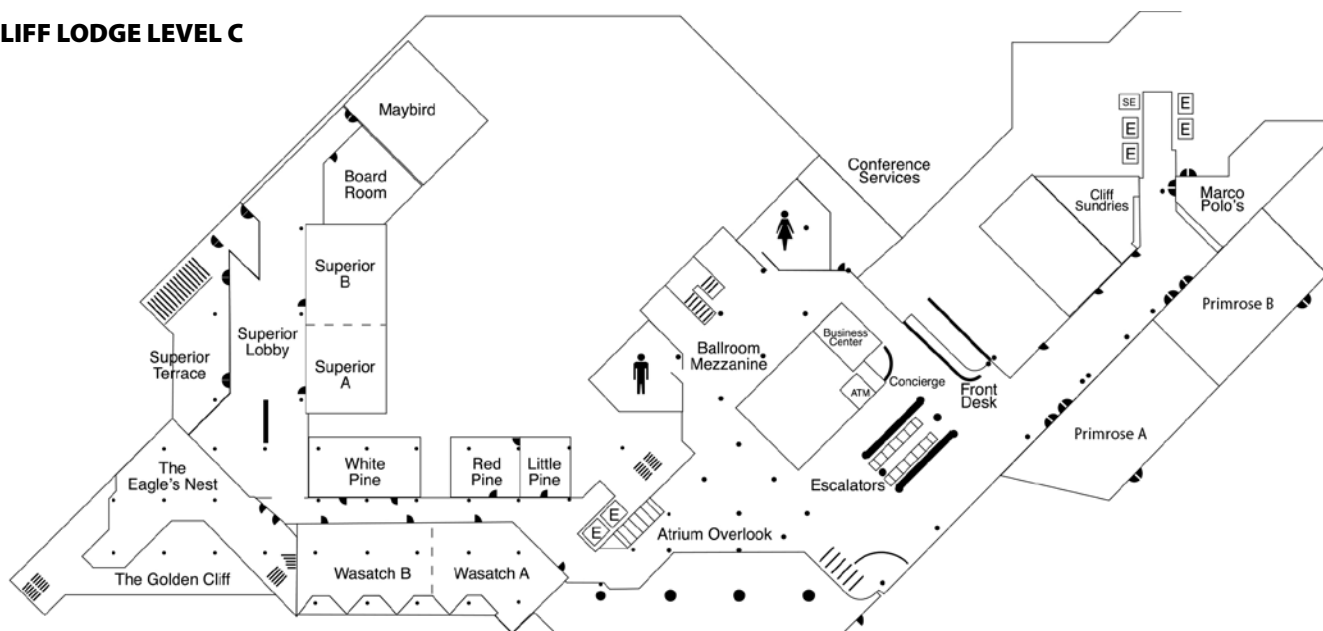 LIFF LODGE LEVEL C
Maybird
Board
Room
Conference
Services
SE
E
E
E
E
Cliff
Sundries
Marco
Polo's
Superior
B
Superior
Lobby
Superior
Terrace
Superior
A
Ballroom
Mezzanine
Business
Center
ATM
Concierge
Front
Desk
Primrose B
Primrose A
The
Eagle's Nest
White
Pine
Red
Pine
Little
Pine
Escalators
E
E
Atrium Overlook
The Golden Cliff
Wasatch B
Wasatch A